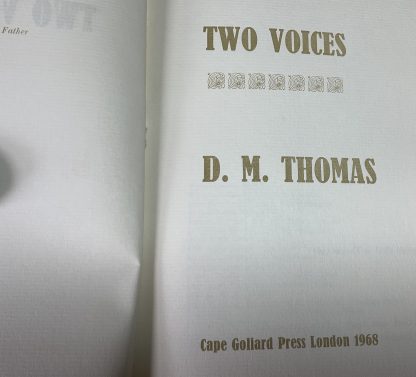 Father
TWO VOICES
D. M. THOMAS
Cape Goliard Press London 1968